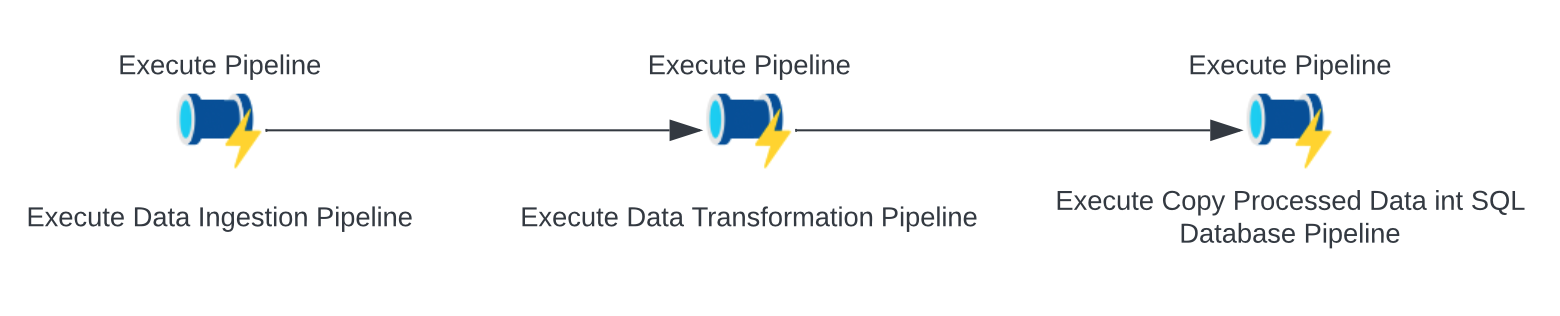 Execute Pipeline
Execute Data Ingestion Pipeline
Execute Pipeline
Execute Data Transformation Pipeline
Execute Pipeline
Execute Copy Processed Data int SQL
Database Pipeline